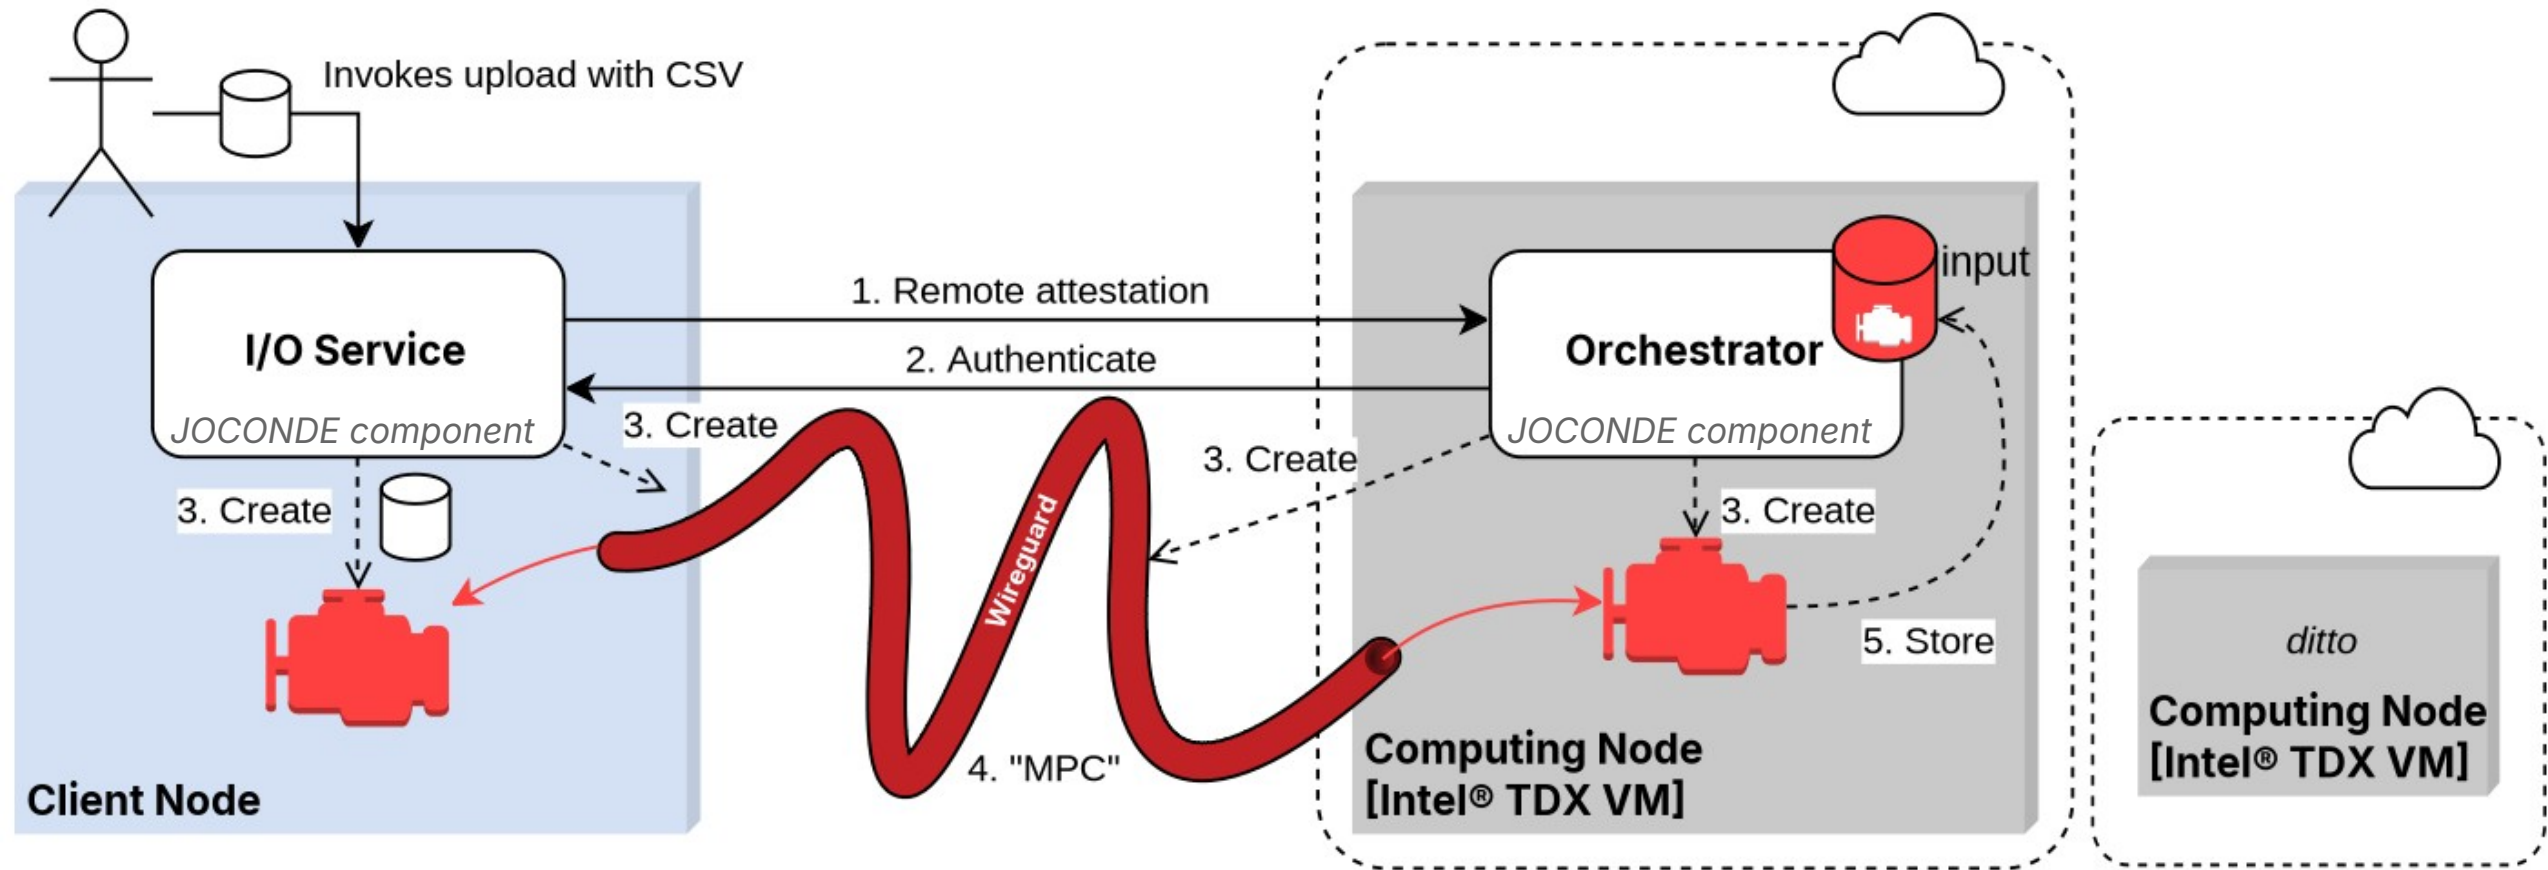 Invokes upload with CSV
I/O Service
JOCONDE component
1. Remote attestation
2. Authenticate
Orchestrator
JOCONDE component
input
3. Create
3. Create
3. Create
3. Create
Wireguard
4. "MPC"
5. Store
Client Node
Computing Node
[Intel® TDX VM]
ditto
Computing Node
[Intel® TDX VM]